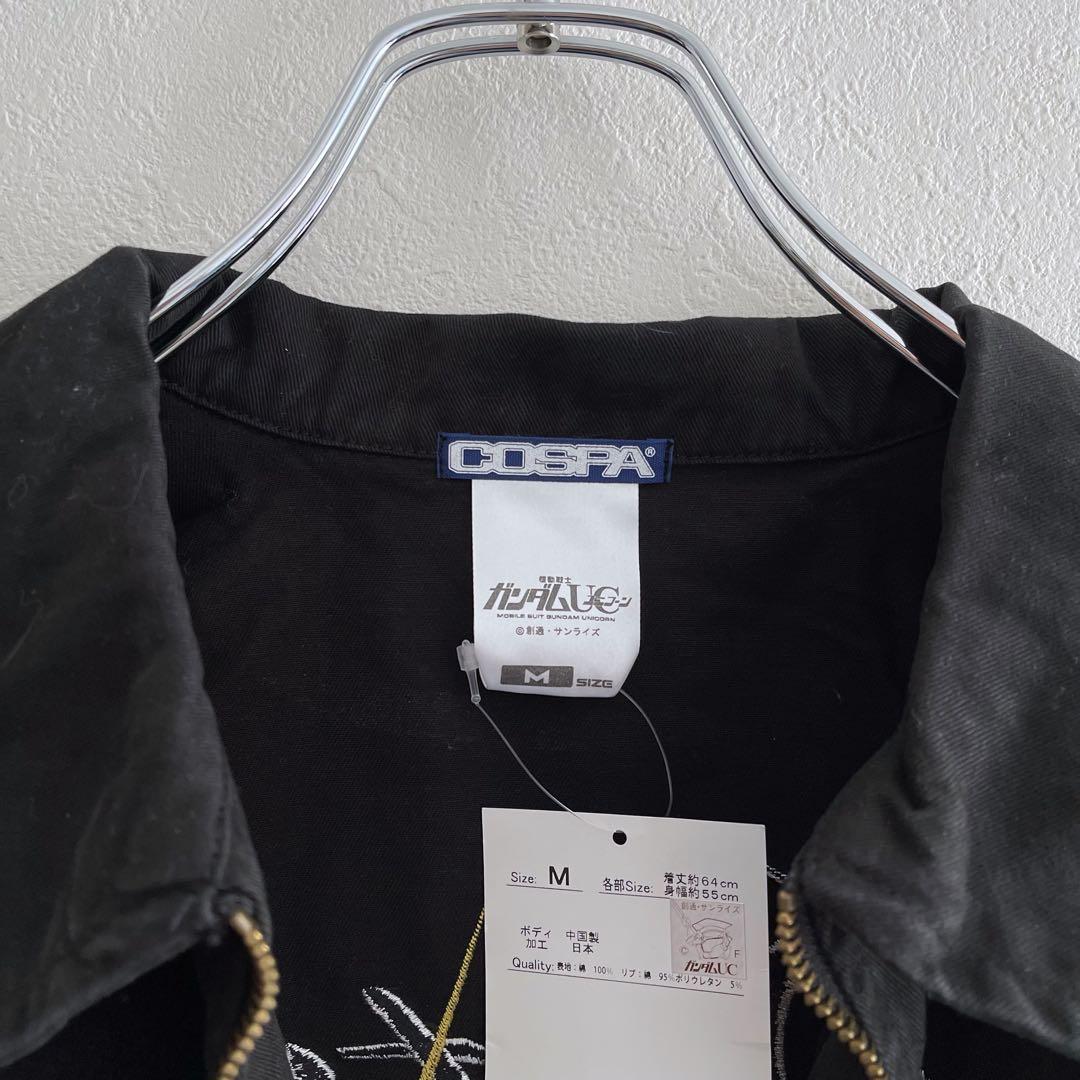 COSPA®
機動戦士
ガンダムUC ユニコーン
MOBILE SUIT GUNDAM UNICORN
©創通・サンライズ
M SIZE
Size: M 各部Size: 着丈約64cm
身幅約55cm
創通・サンライズ
ボディ 中国製
加工 日本
C F
ガンダムUC
Quality: 表地:綿 100% リブ:綿 95% ポリウレタン 5%